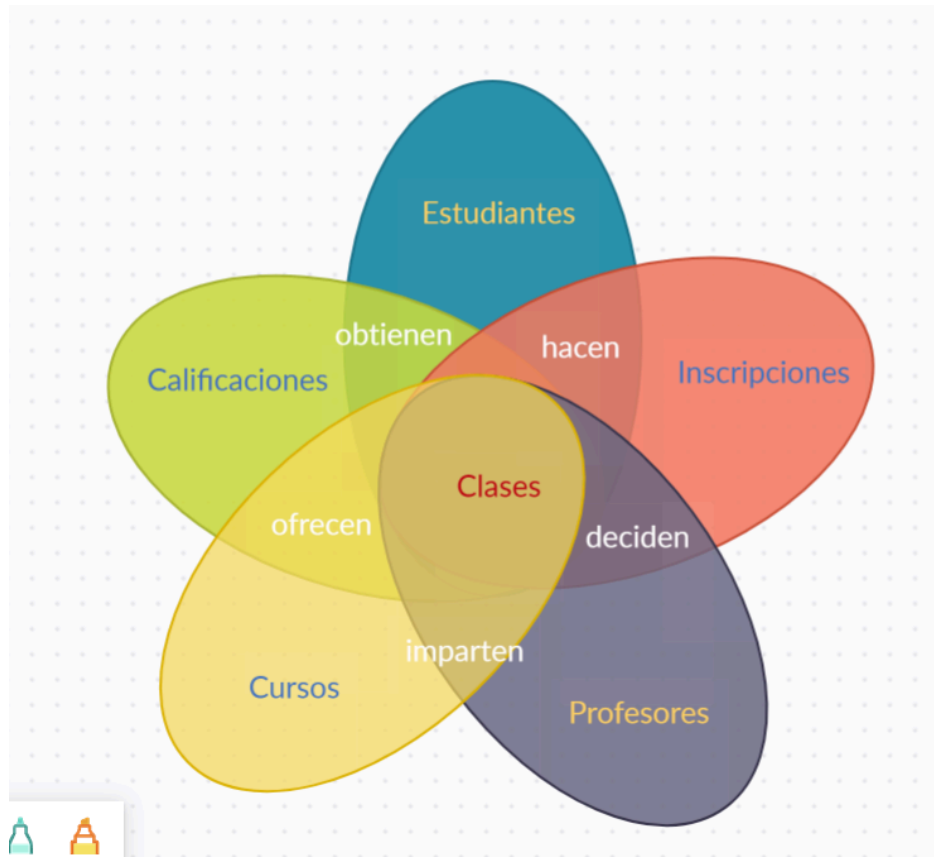 Estudiantes
obtienen
hacen
Calificaciones
Inscripciones
Clases
ofrecen
deciden
imparten
Cursos
Profesores